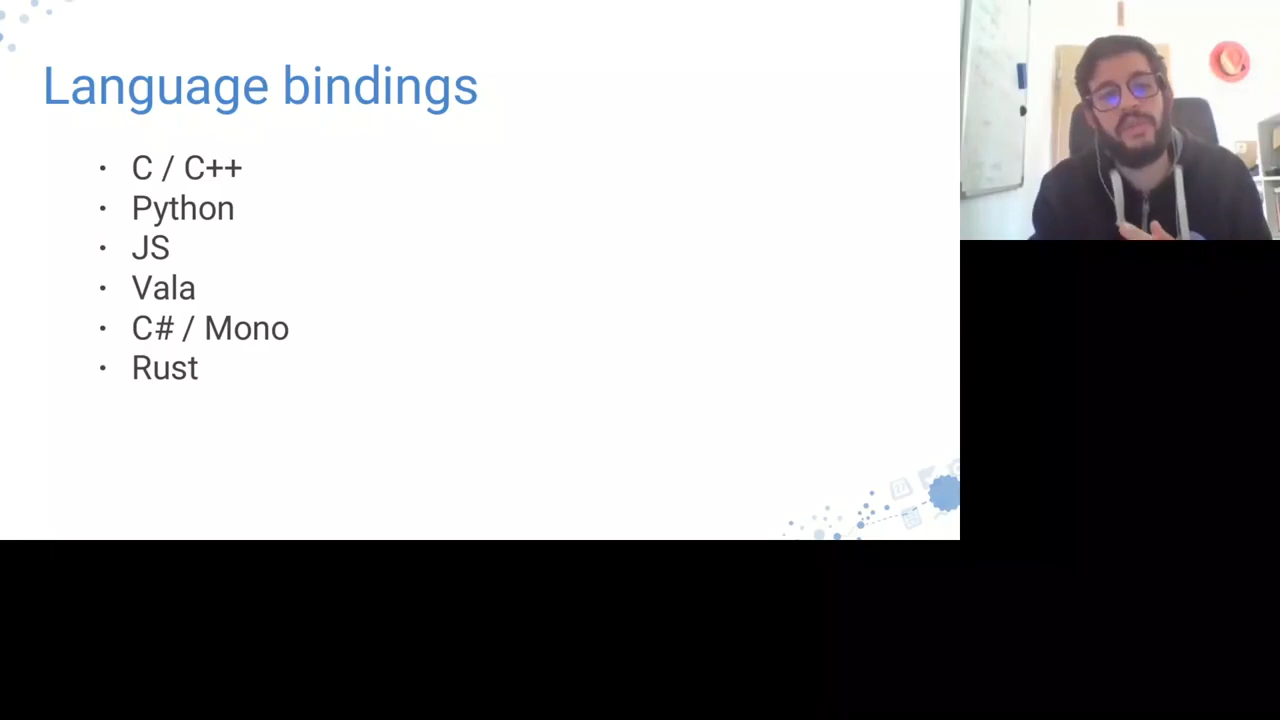 Language bindings
· C / C++
· Python
· JS
· Vala
· C# / Mono
· Rust